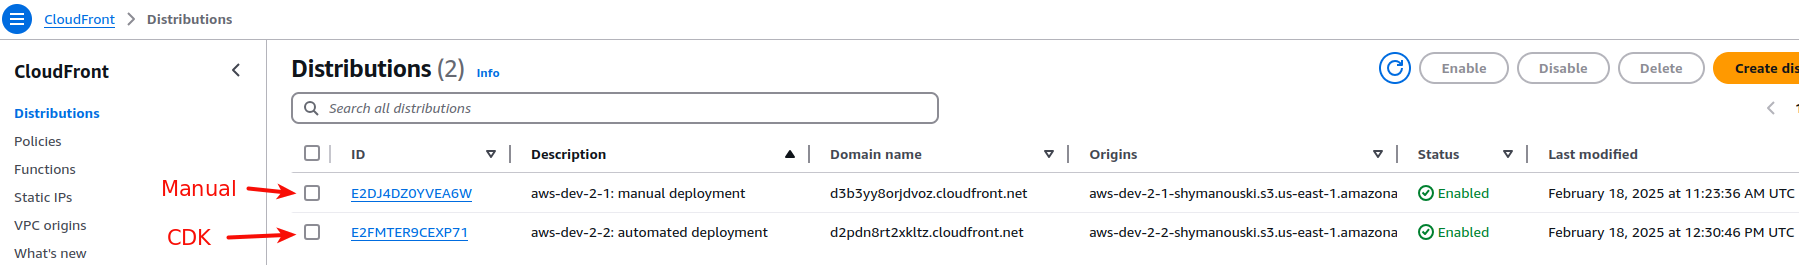 CloudFront > Distributions
CloudFront
Distributions
Policies
Functions
Static IPs
VPC origins
What's new
Manual
CDK
Distributions (2) Info
Enable Disable Delete Create dis
Search all distributions
1
ID Description Domain name Origins Status Last modified
E2DJ4DZ0YVEA6W aws-dev-2-1: manual deployment d3b3yy8orjdvoz.cloudfront.net aws-dev-2-1-shymanouski.s3.us-east-1.amazona Enabled February 18, 2025 at 11:23:36 AM UTC
E2FMTER9CEXP71 aws-dev-2-2: automated deployment d2pdn8rt2xkltz.cloudfront.net aws-dev-2-2-shymanouski.s3.us-east-1.amazona Enabled February 18, 2025 at 12:30:46 PM UTC